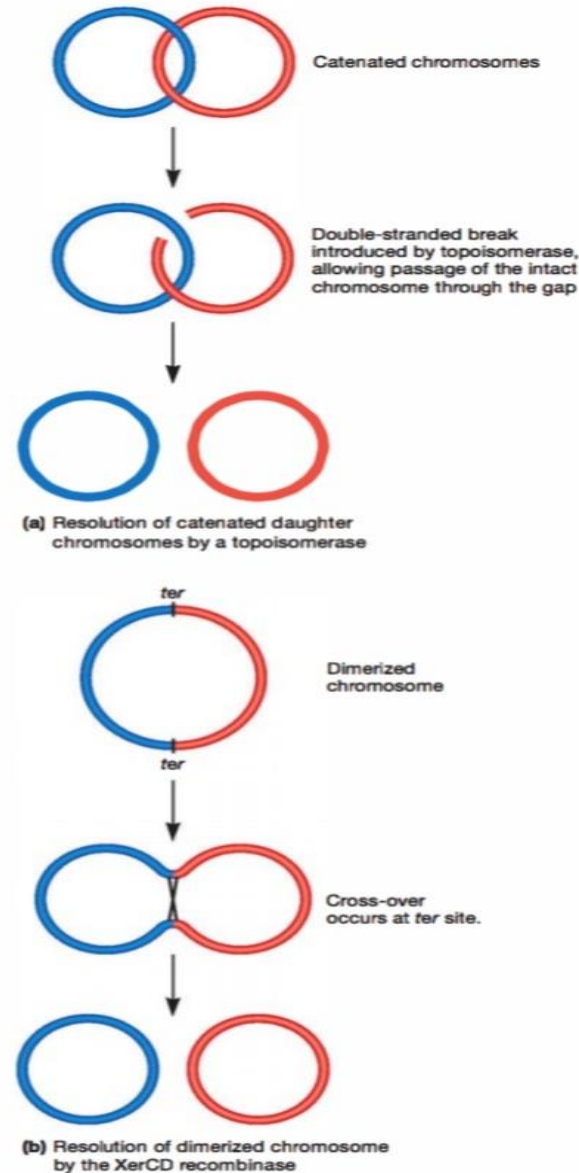 Catenated chromosomes
Double-stranded break
introduced by topoisomerase,
allowing passage of the intact
chromosome through the gap
(a) Resolution of catenated daughter
chromosomes by a topoisomerase
ter
Dimerized
chromosome
ter
Cross-over
occurs at ter site.
(b) Resolution of dimerized chromosome
by the XerCD recombinase